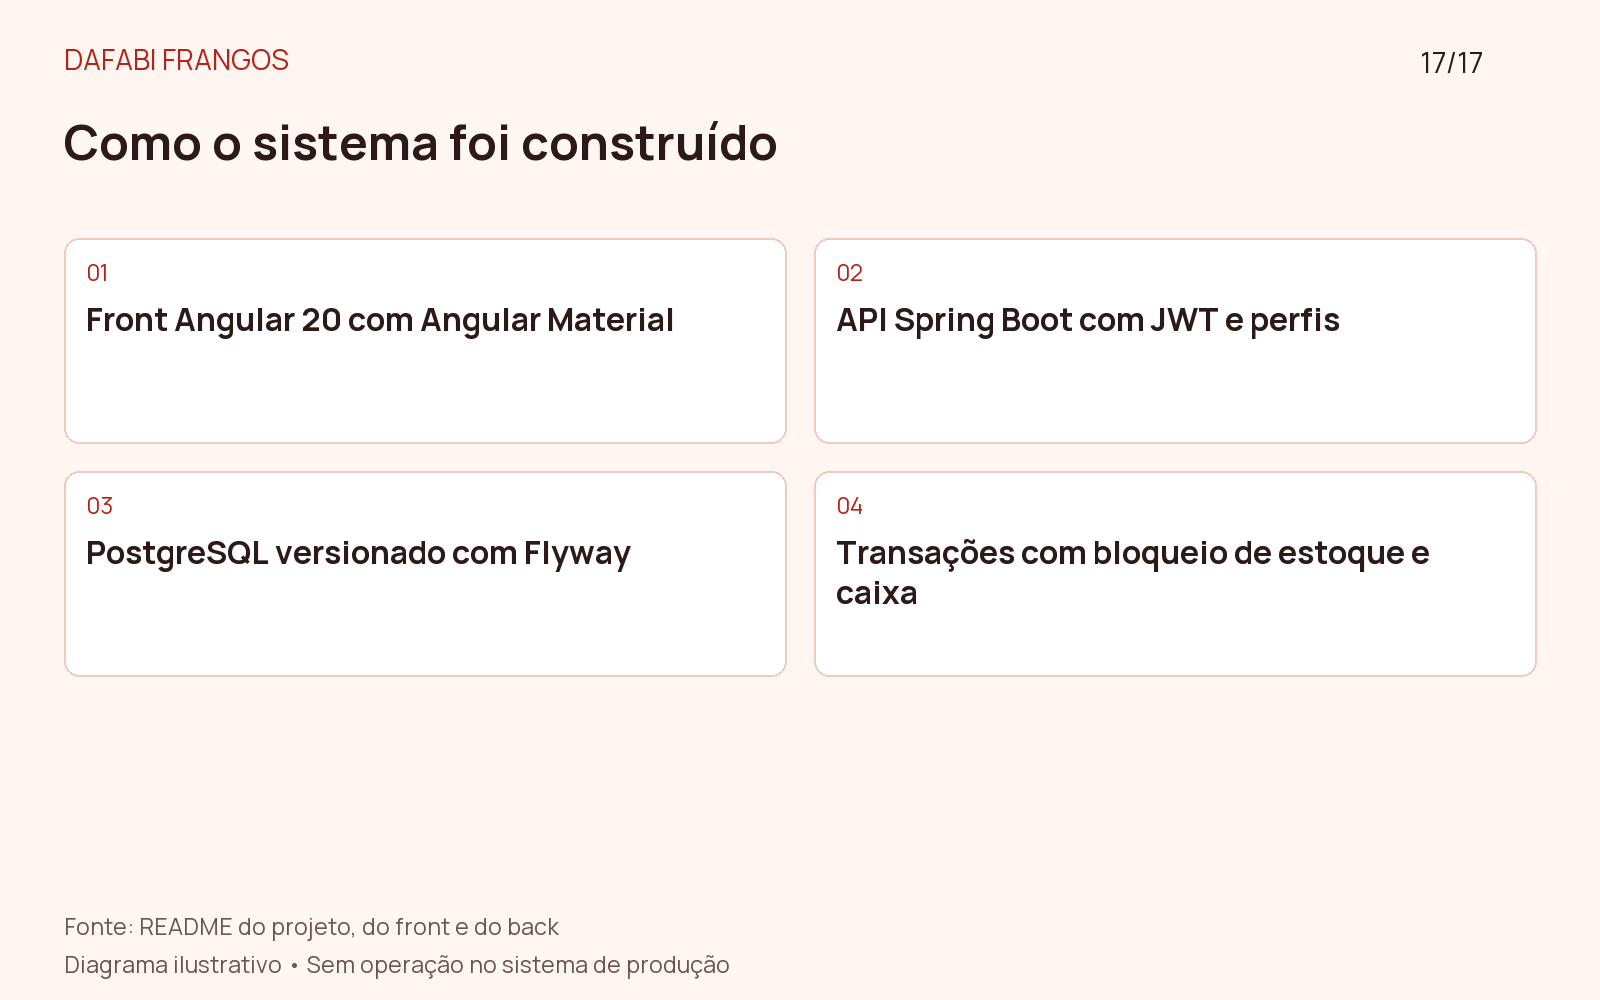 DAFABI FRANGOS
17/17
Como o sistema foi construído
01
Front Angular 20 com Angular Material
02
API Spring Boot com JWT e perfis
03
PostgreSQL versionado com Flyway
04
Transações com bloqueio de estoque e
caixa
Fonte: README do projeto, do front e do back
Diagrama ilustrativo • Sem operação no sistema de produção